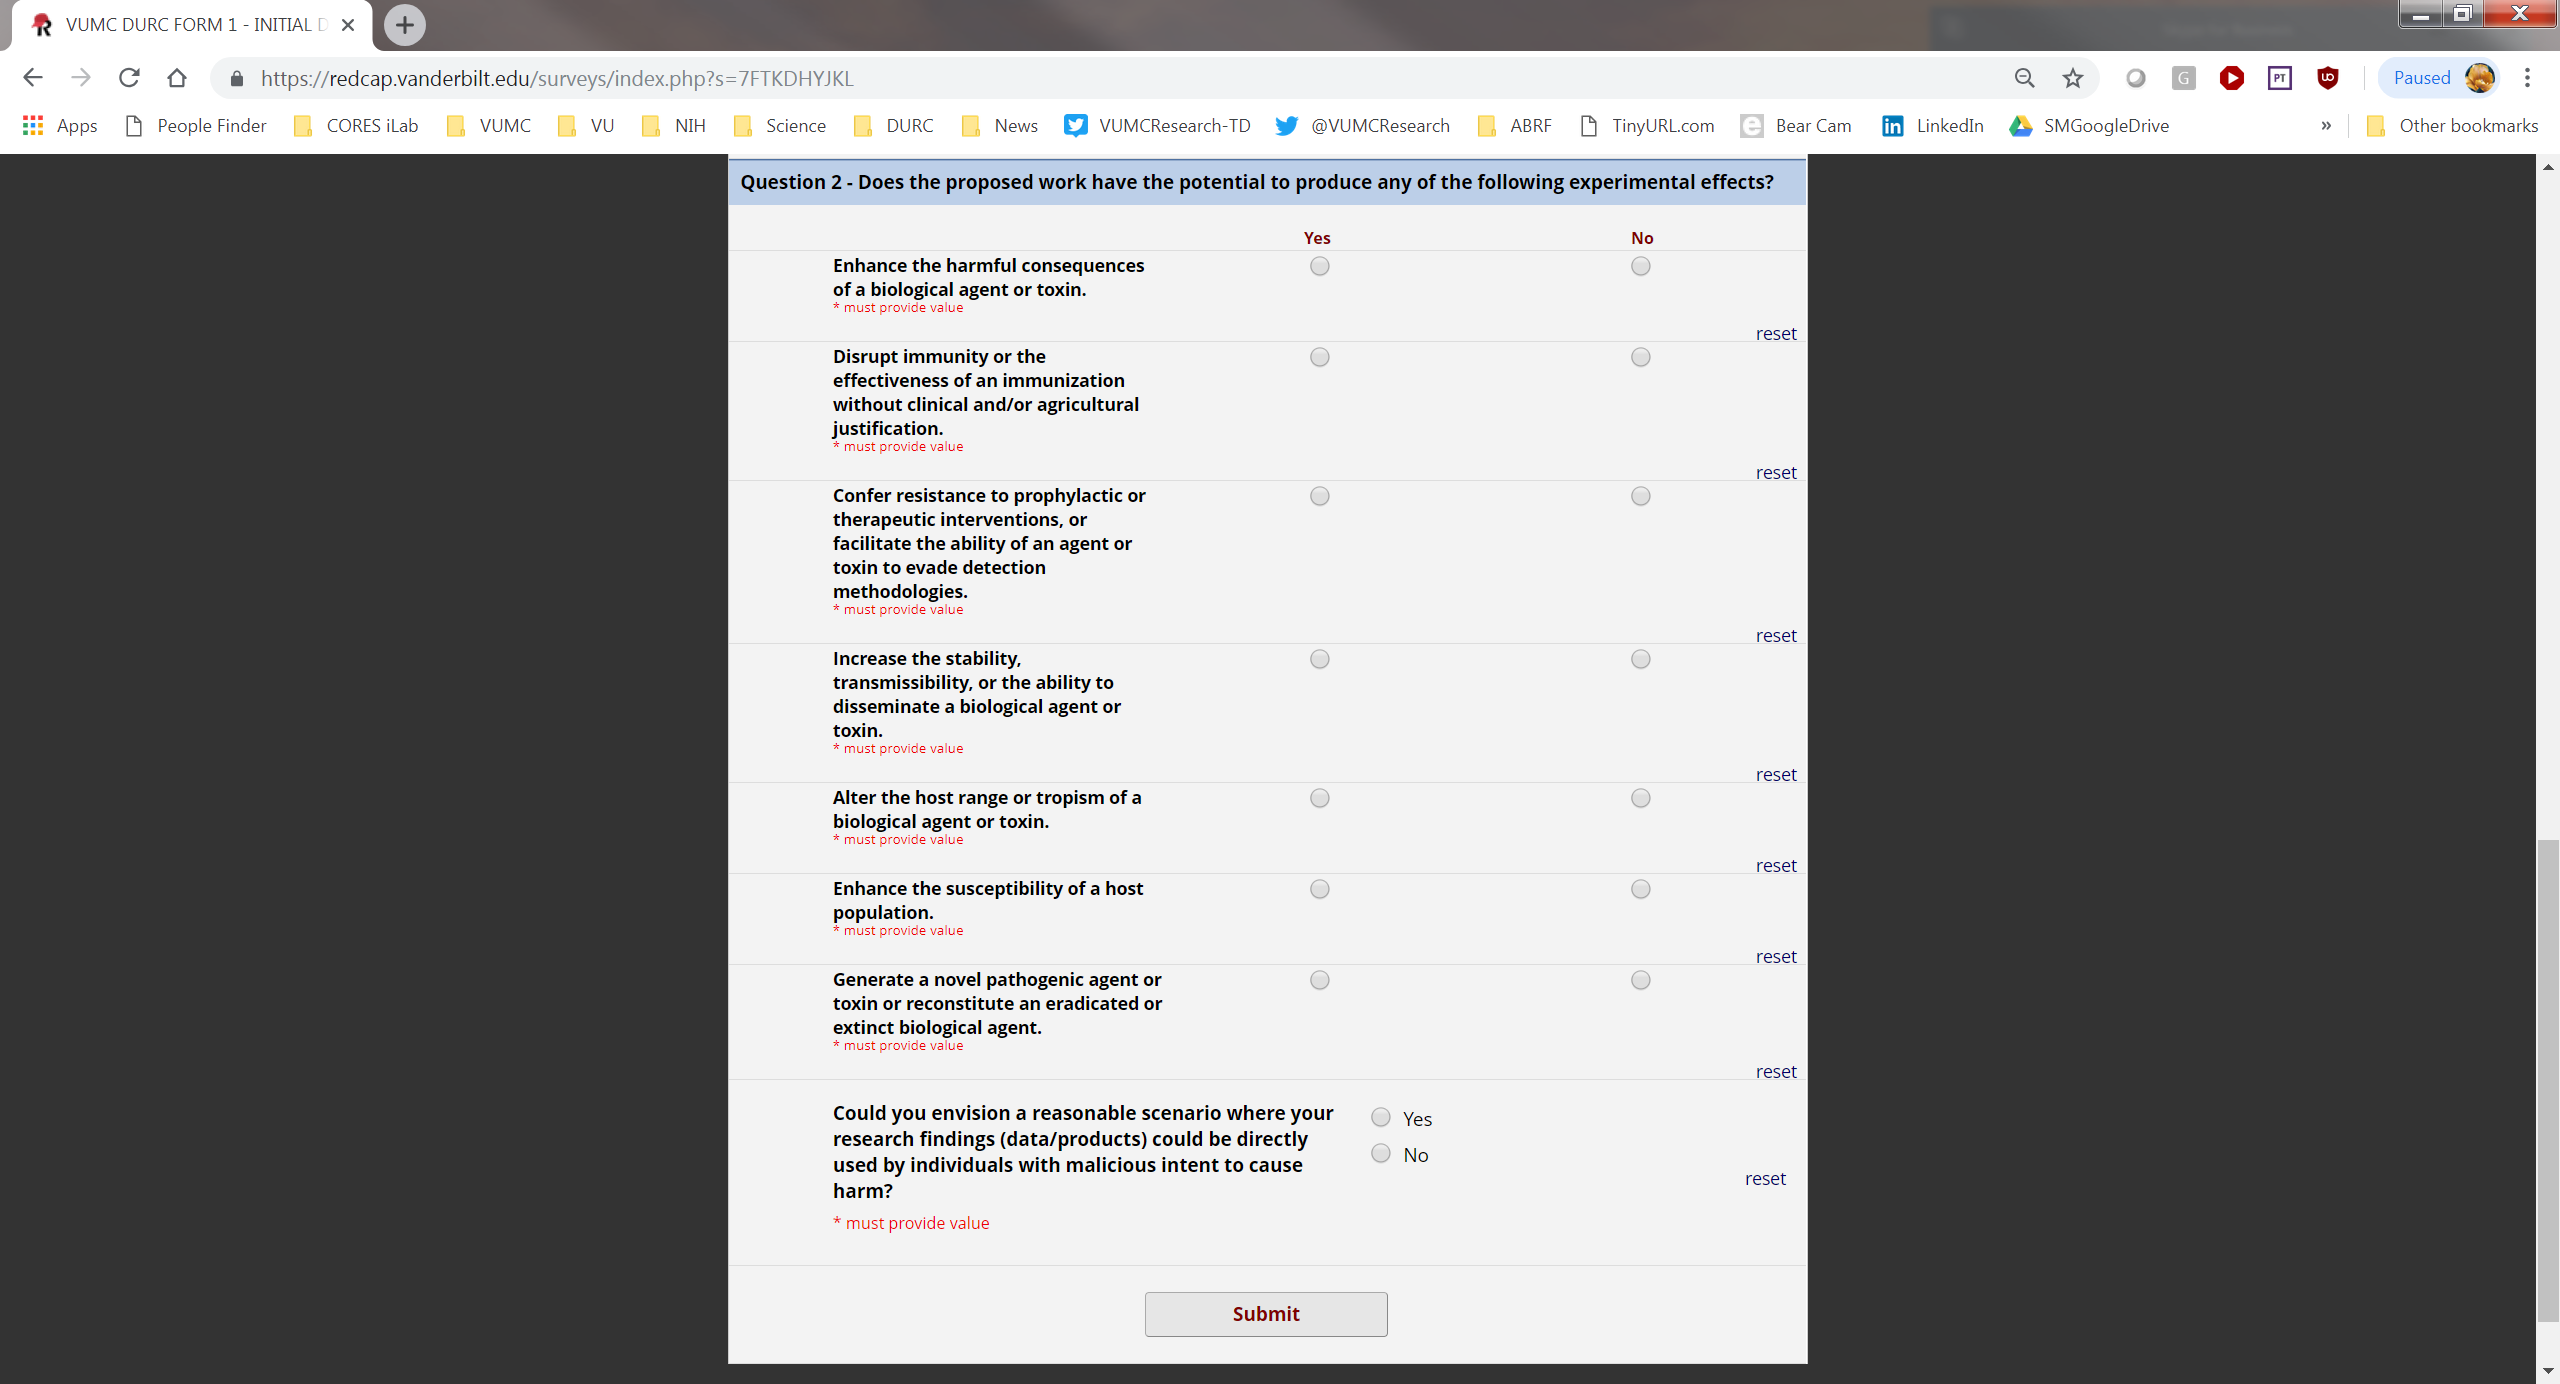 VUMC DURC FORM 1 - INITIAL D
https://redcap.vanderbilt.edu/surveys/index.php?s=7FTKDHYJKL
G
PT
Paused
Apps People Finder CORES iLab VUMC VU NIH Science DURC News VUMCResearch-TD @VUMCResearch ABRF TinyURL.com Bear Cam LinkedIn SMGoogleDrive » Other bookmarks
Question 2 - Does the proposed work have the potential to produce any of the following experimental effects?
Yes No
Enhance the harmful consequences
of a biological agent or toxin.
* must provide value
reset
Disrupt immunity or the
effectiveness of an immunization
without clinical and/or agricultural
justification.
* must provide value
reset
Confer resistance to prophylactic or
therapeutic interventions, or
facilitate the ability of an agent or
toxin to evade detection
methodologies.
* must provide value
reset
Increase the stability,
transmissibility, or the ability to
disseminate a biological agent or
toxin.
* must provide value
reset
Alter the host range or tropism of a
biological agent or toxin.
* must provide value
reset
Enhance the susceptibility of a host
population.
* must provide value
reset
Generate a novel pathogenic agent or
toxin or reconstitute an eradicated or
extinct biological agent.
* must provide value
reset
Could you envision a reasonable scenario where your
research findings (data/products) could be directly
used by individuals with malicious intent to cause
harm?
* must provide value
Yes
No
reset
Submit